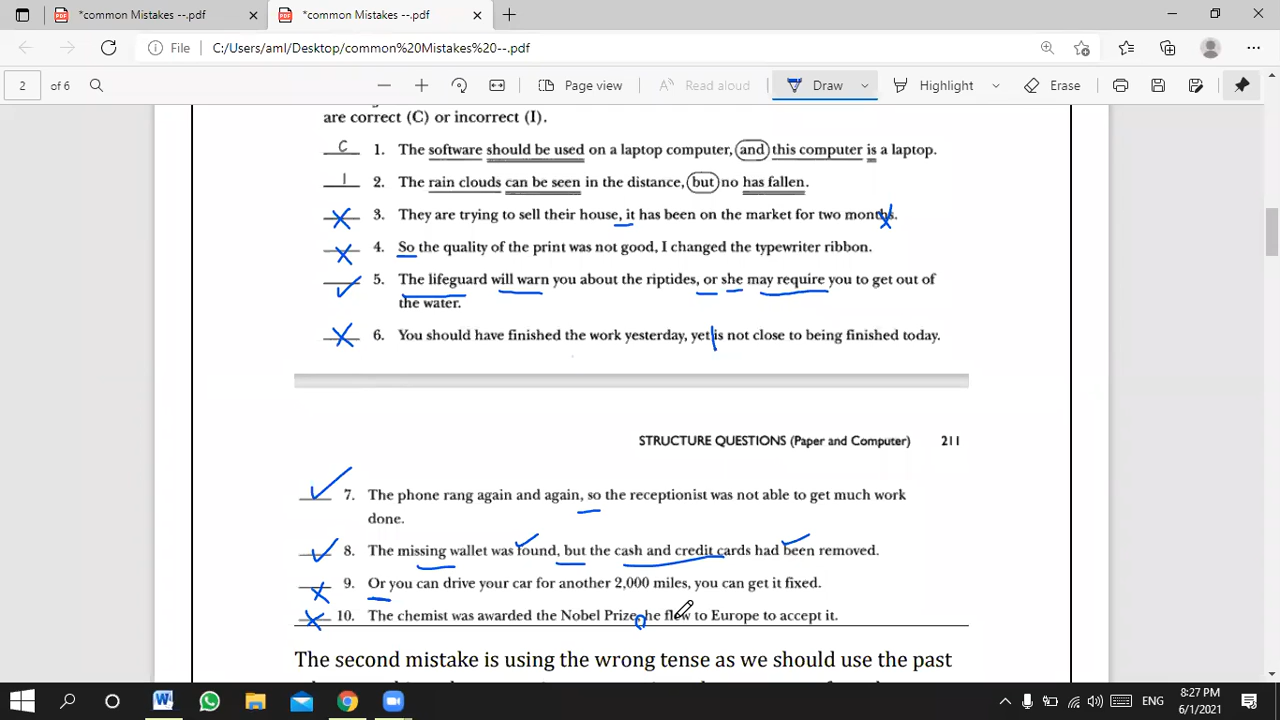 *common Mistakes --.pdf
*common Mistakes --.pdf
File
C:/Users/aml/Desktop/common%20Mistakes%20--.pdf
2 of 6
Page view
Read aloud
Draw
Highlight
Erase
are correct (C) or incorrect (I).
C 1. The software should be used on a laptop computer, and this computer is a laptop.
I 2. The rain clouds can be seen in the distance, but no has fallen.
3. They are trying to sell their house, it has been on the market for two months.
4. So the quality of the print was not good, I changed the typewriter ribbon.
5. The lifeguard will warn you about the riptides, or she may require you to get out of
the water.
6. You should have finished the work yesterday, yet is not close to being finished today.
STRUCTURE QUESTIONS (Paper and Computer) 211
7. The phone rang again and again, so the receptionist was not able to get much work
done.
8. The missing wallet was found, but the cash and credit cards had been removed.
9. Or you can drive your car for another 2,000 miles, you can get it fixed.
10. The chemist was awarded the Nobel Prize, he flew to Europe to accept it.
The second mistake is using the wrong tense as we should use the past
ENG
8:27 PM
6/1/2021